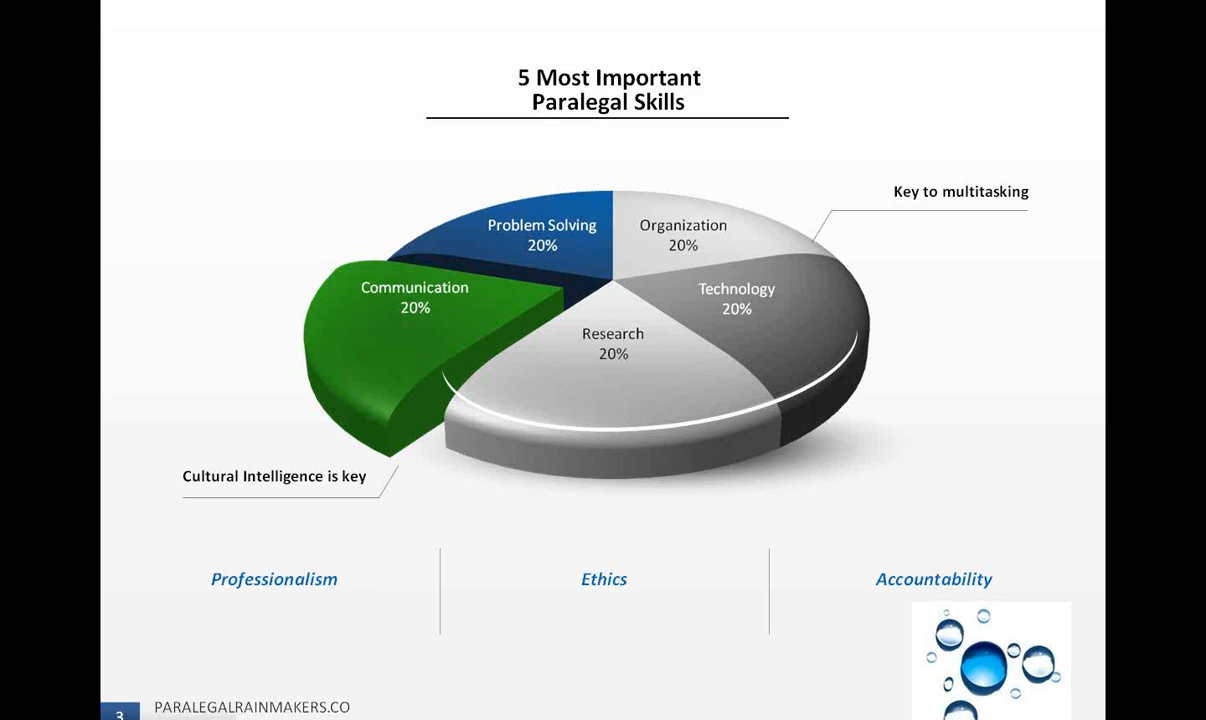 5 Most Important
Paralegal Skills
Key to multitasking
Problem Solving
20%
Organization
20%
Communication
20%
Technology
20%
Research
20%
Cultural Intelligence is key
Professionalism
Ethics
Accountability
3
PARALEGALRAINMAKERS.CO